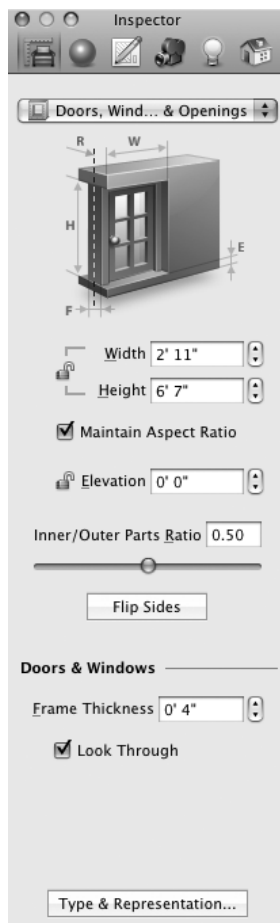 Inspector
Doors, Wind... & Openings
R
W
H
E
F
Width 2' 11"
Height 6' 7"
Maintain Aspect Ratio
Elevation 0' 0"
Inner/Outer Parts Ratio 0.50
Flip Sides
Doors & Windows
Frame Thickness 0' 4"
Look Through
Type & Representation...